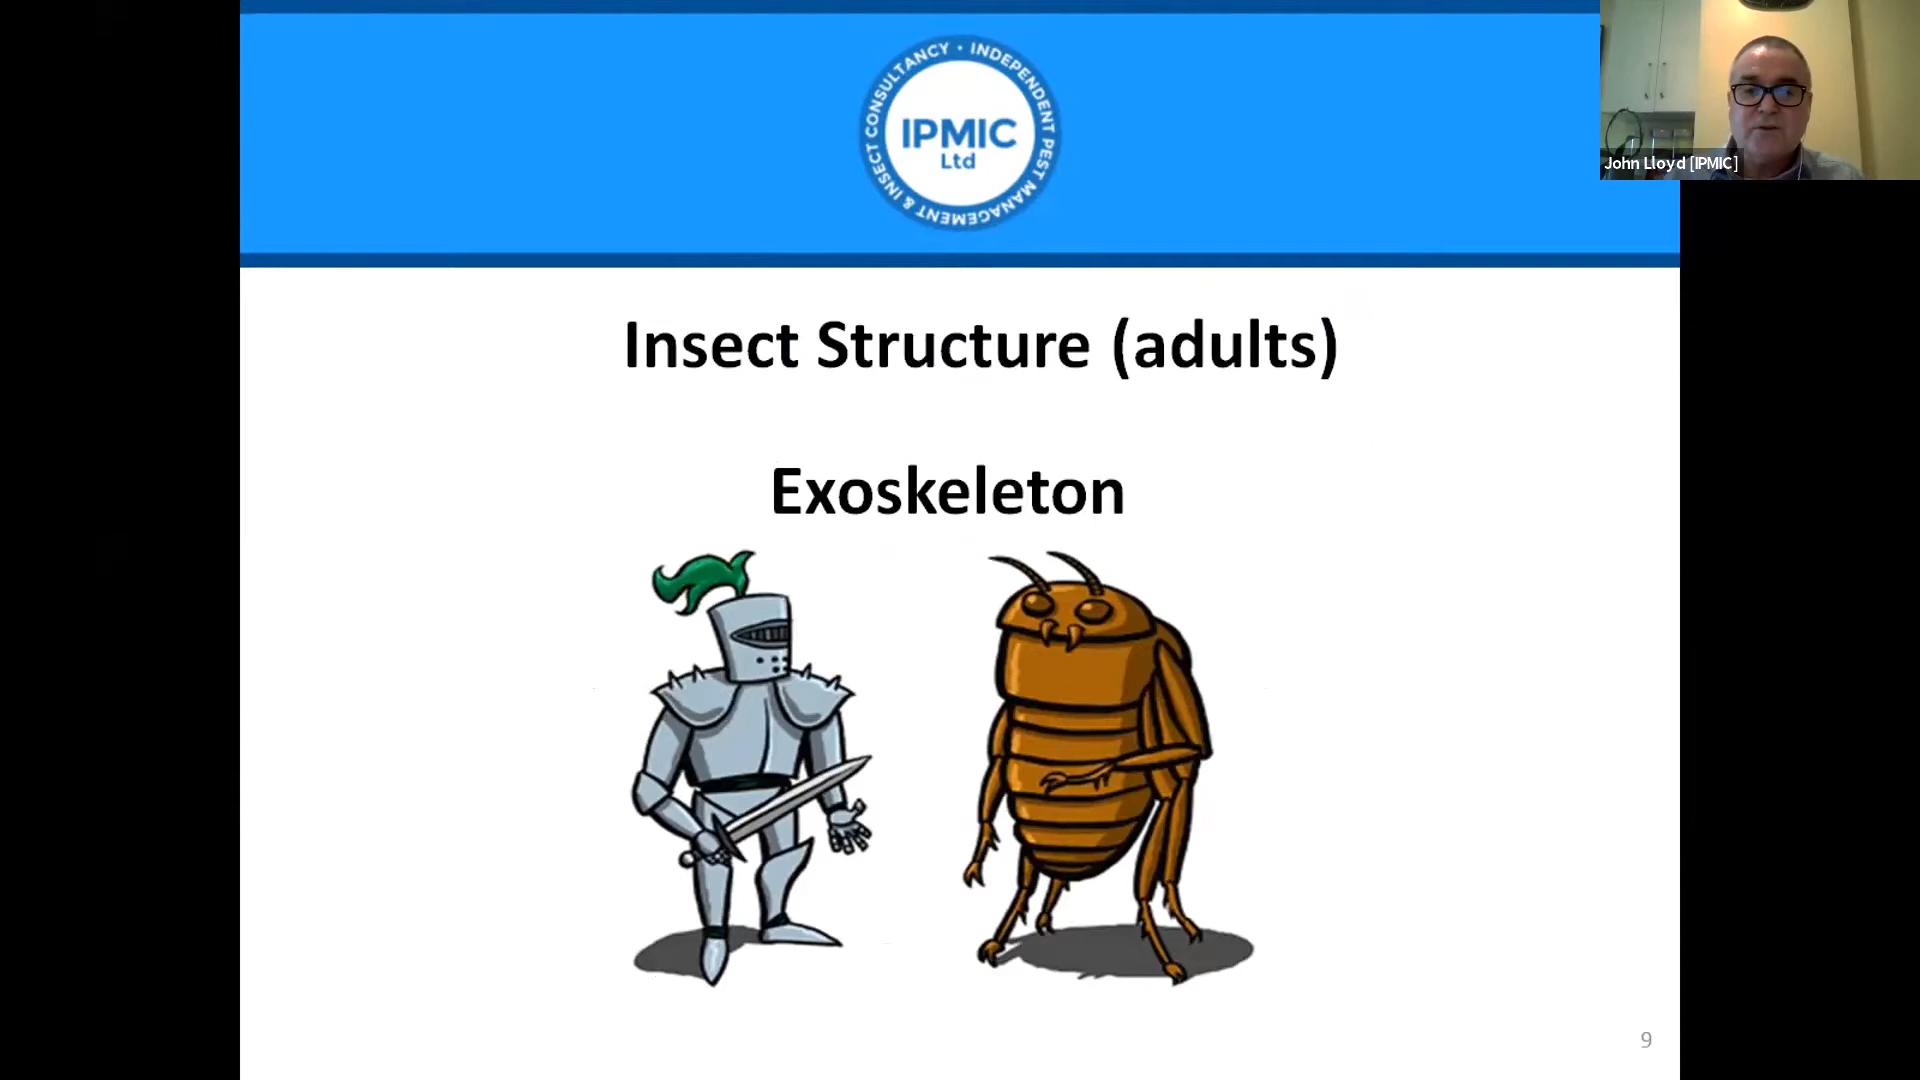 INDEPENDENT PEST MANAGEMENT & INSECT CONSULTANCY •
IPMIC
Ltd
John Lloyd [IPMIC]
Insect Structure (adults)
Exoskeleton
9